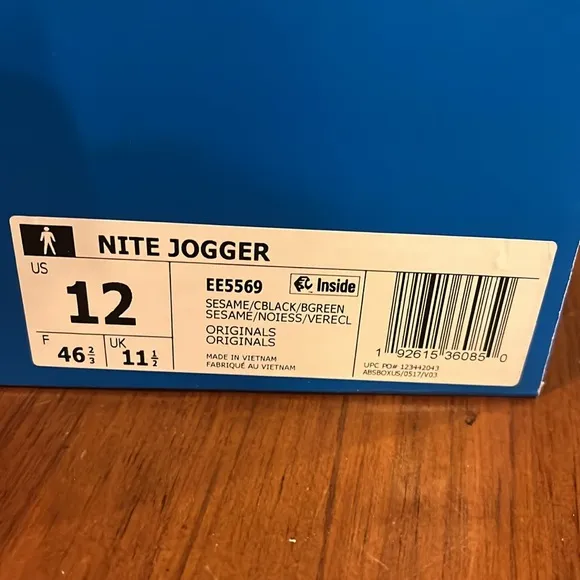 NITE JOGGER
US
12
F
46 2/3
UK
11 1/2
EE5569
Inside
SESAME/CBLACK/BGREEN
SESAME/NOIESS/VERECL
ORIGINALS
ORIGINALS
MADE IN VIETNAM
FABRIQUÉ AU VIETNAM
1 92615 36085 0
UPC PO# 123442043
ABSBOXUS/0517/V03